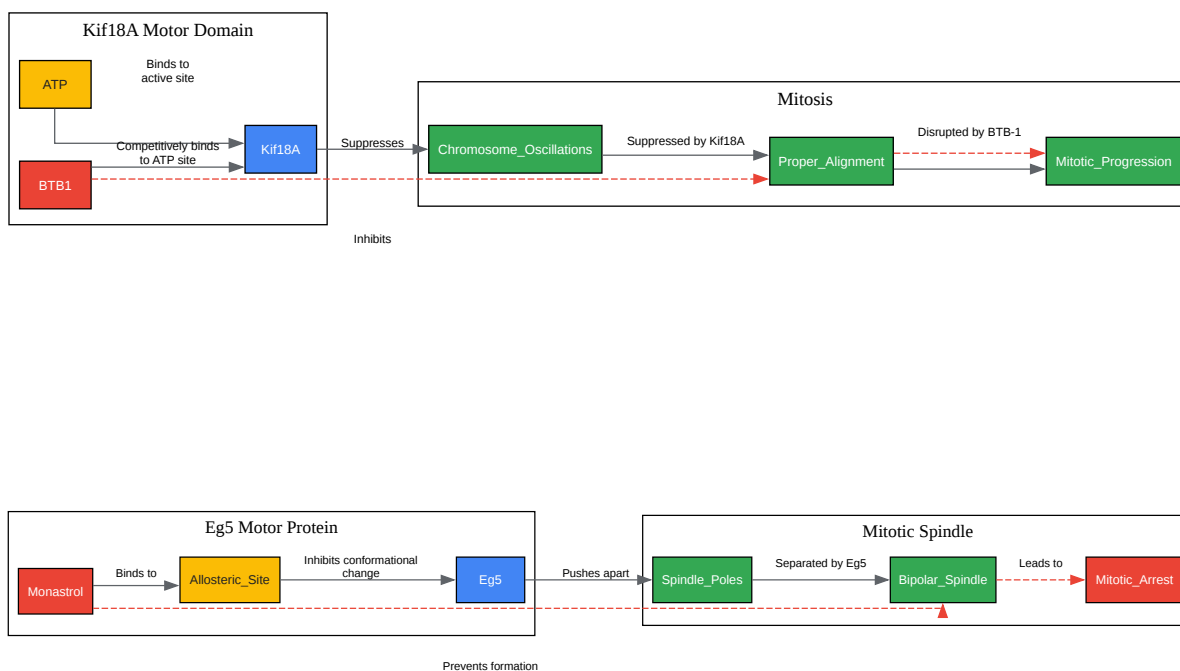 Kif18A Motor Domain
ATP
Binds to
active site
Mitosis
Competitively binds
to ATP site
Kif18A
Suppresses
Chromosome_Oscillations
Suppressed by Kif18A
Proper_Alignment
Disrupted by BTB-1
Mitotic_Progression
BTB1
Inhibits
Eg5 Motor Protein
Mitotic Spindle
Monastrol
Binds to
Allosteric_Site
Inhibits conformational
change
Eg5
Pushes apart
Spindle_Poles
Separated by Eg5
Bipolar_Spindle
Leads to
Mitotic_Arrest
Prevents formation